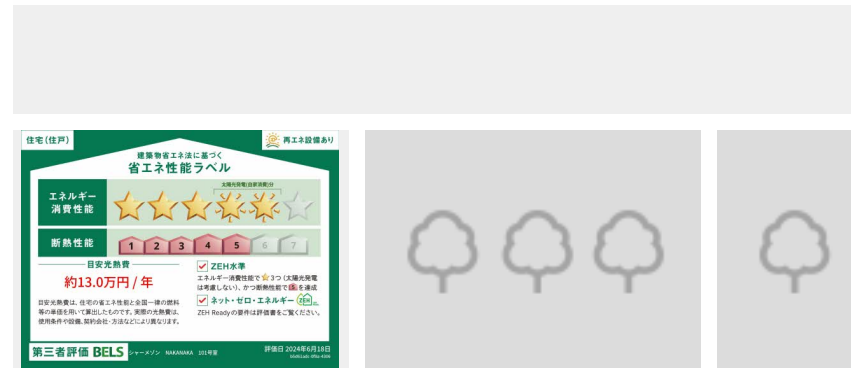 住宅(住戸)
再エネ設備あり
建築物省エネ法に基づく
省エネ性能ラベル
太陽光発電(自家消費)分
エネルギー
消費性能
断熱性能
1 2 3 4 5 6 7
目安光熱費
約13.0万円 / 年
目安光熱費は、住宅の省エネ性能と全国一律の燃料
等の単価を用いて算出したものです。実際の光熱費は、
使用条件や設備、契約会社・方法などにより異なります。
ZEH水準
エネルギー消費性能で★3つ(太陽光発電
は考慮しない)、かつ断熱性能で5を達成
ネット・ゼロ・エネルギー ZEH
ZEH Readyの要件は評価書をご覧ください。
第三者評価 BELS
シャーメゾン NAKANAKA 101号室
評価日 2024年6月18日